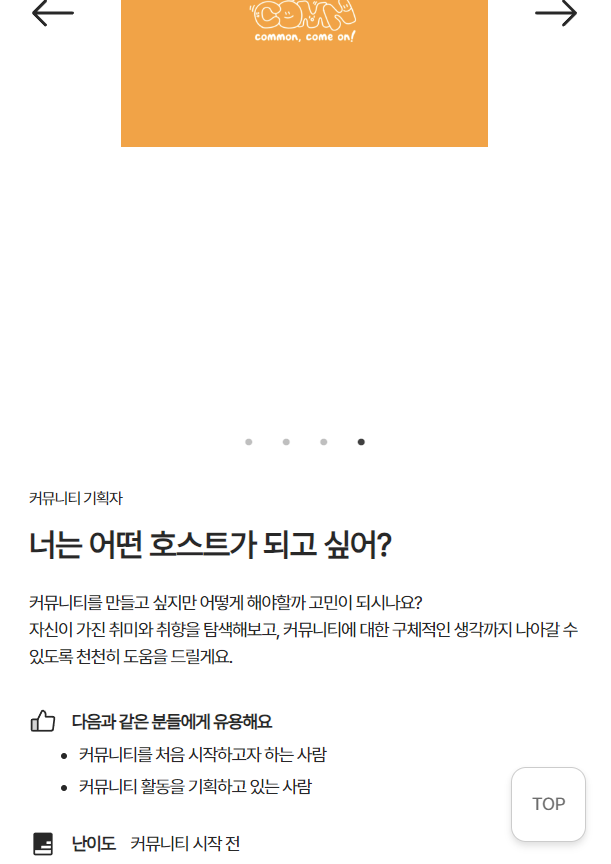 COMN
common, come on!
커뮤니티 기획자
너는 어떤 호스트가 되고 싶어?
커뮤니티를 만들고 싶지만 어떻게 해야할까 고민이 되시나요?
자신이 가진 취미와 취향을 탐색해보고, 커뮤니티에 대한 구체적인 생각까지 나아갈 수
있도록 천천히 도움을 드릴게요.
다음과 같은 분들에게 유용해요
• 커뮤니티를 처음 시작하고자 하는 사람
• 커뮤니티 활동을 기획하고 있는 사람
TOP
난이도 커뮤니티 시작 전